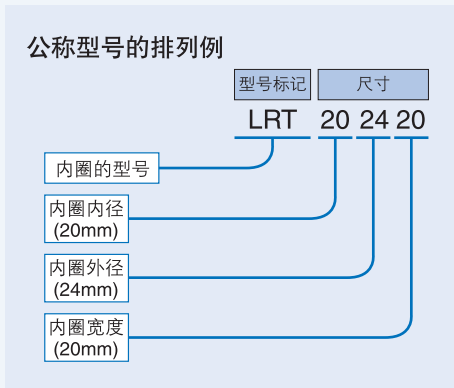 公称型号的排列例
型号标记 尺寸
LRT 20 24 20
内圈的型号
内圈内径
(20mm)
内圈外径
(24mm)
内圈宽度
(20mm)